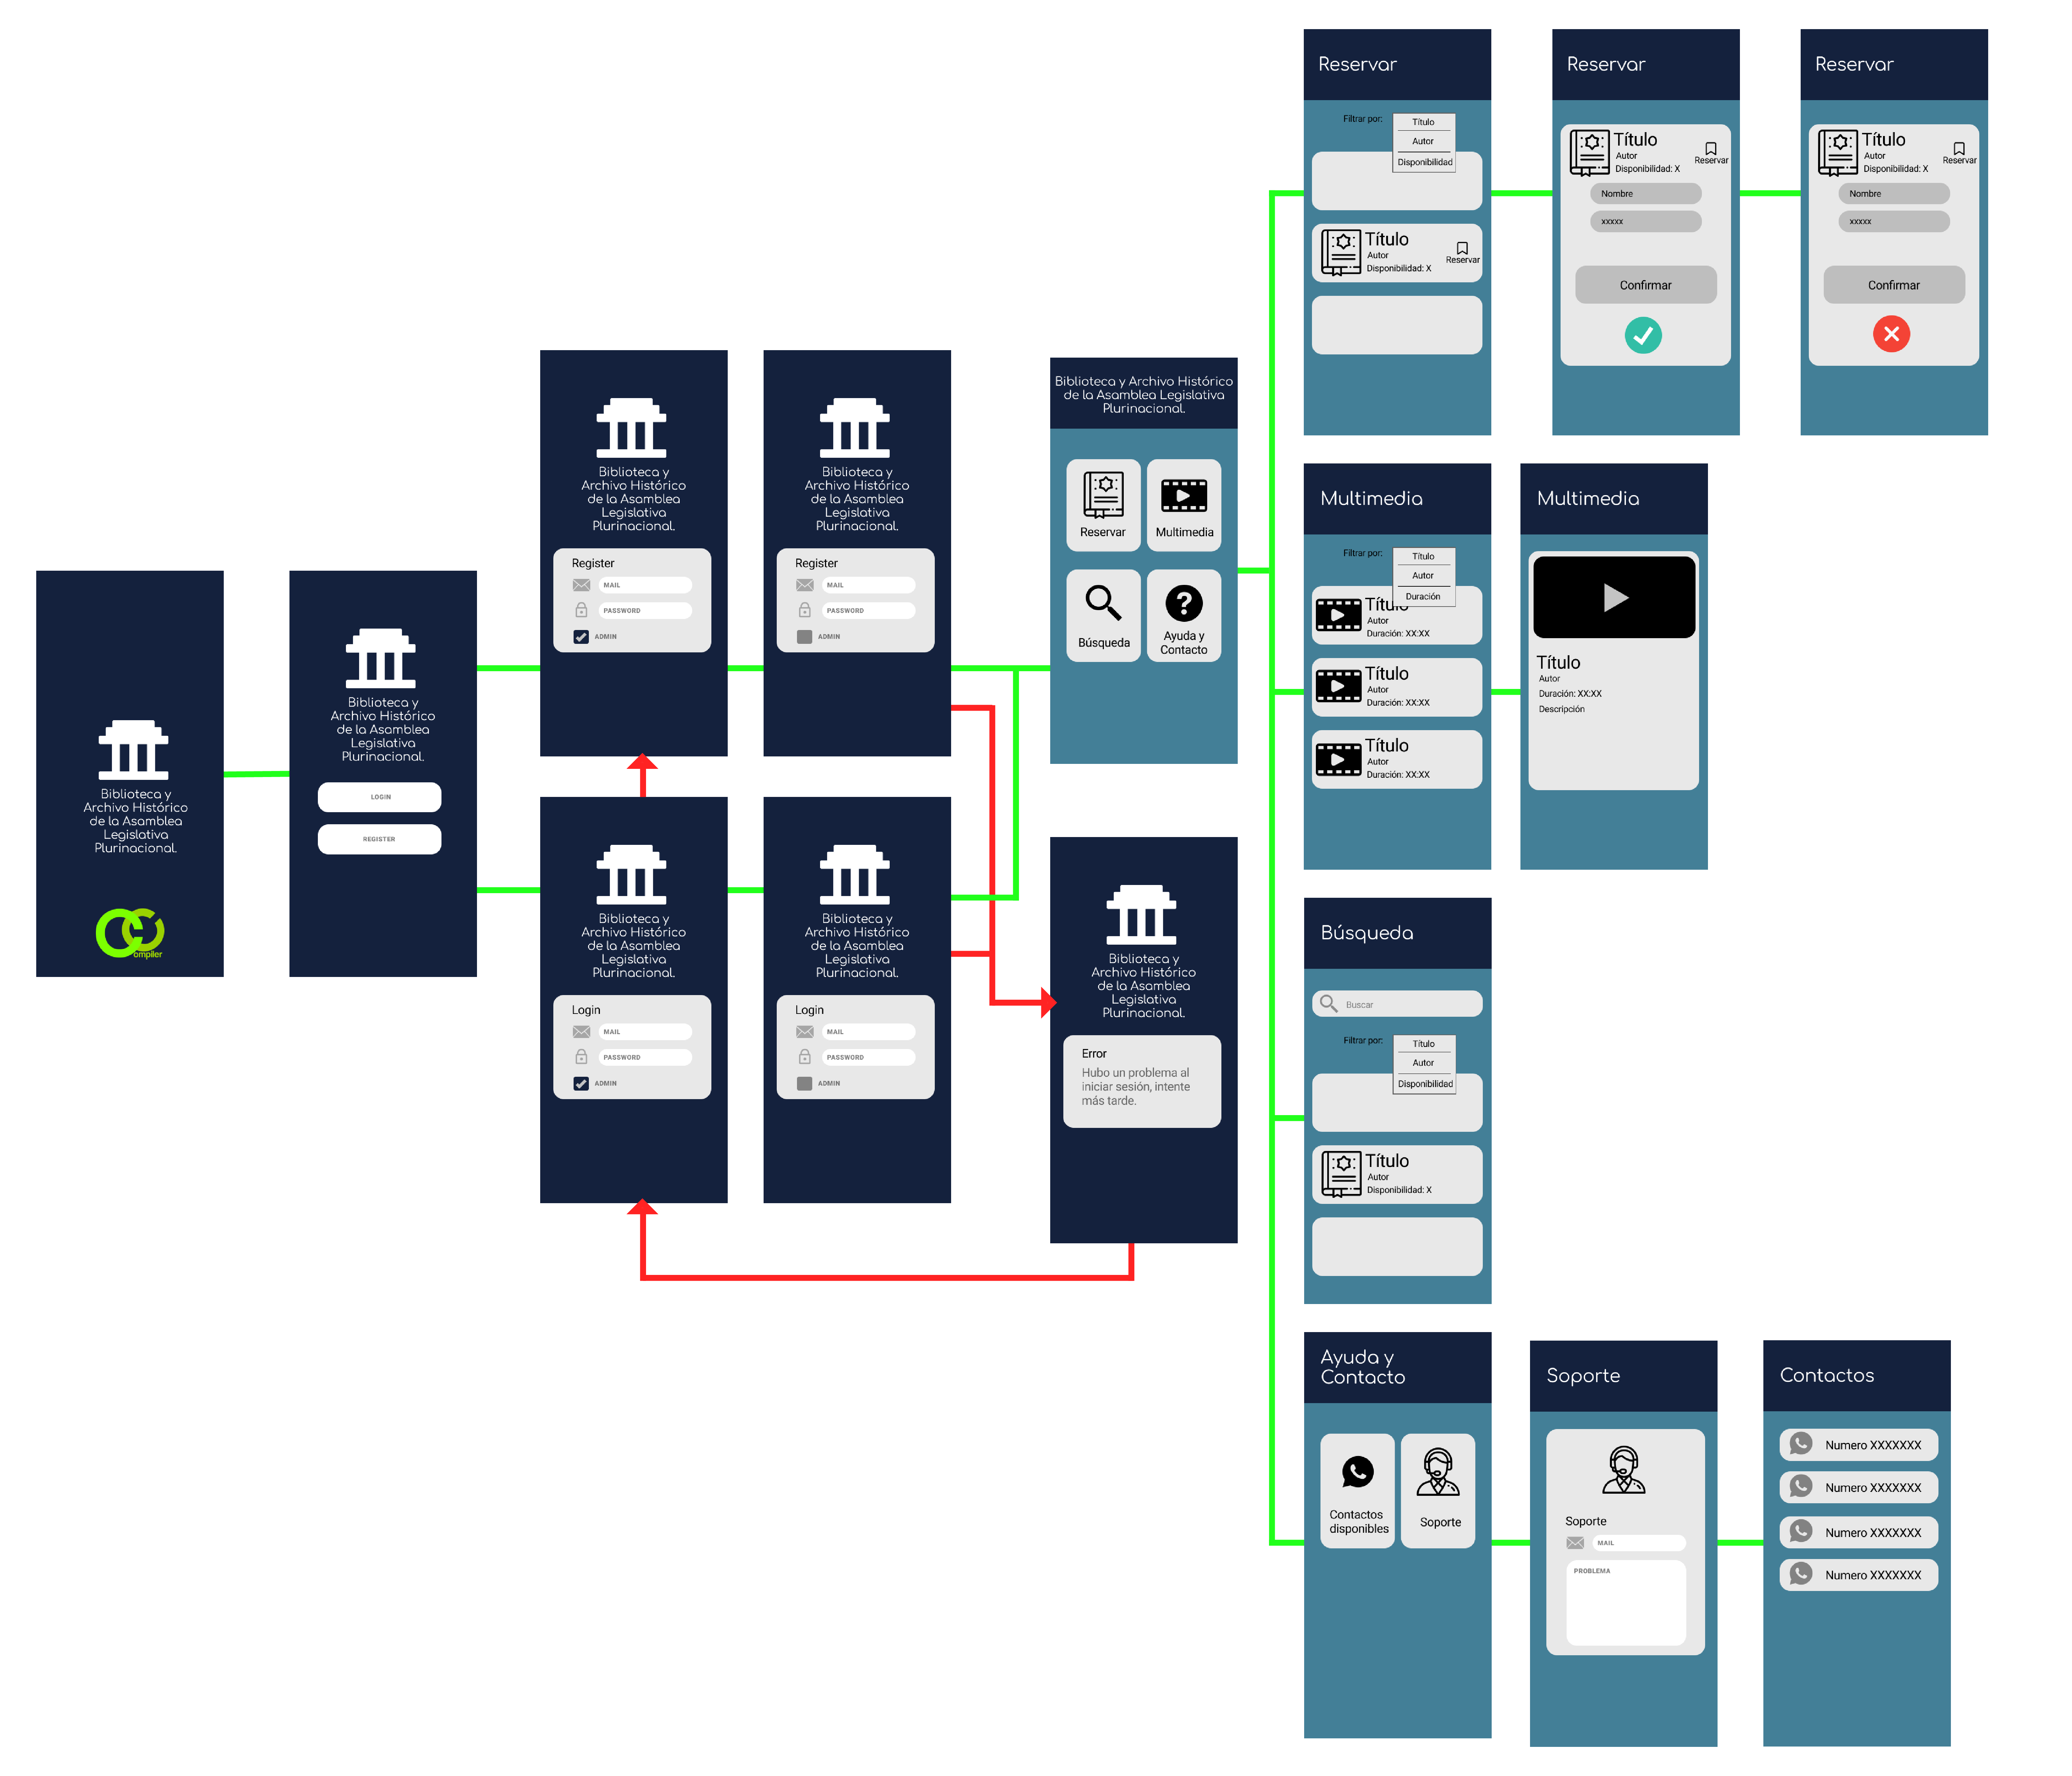 Biblioteca y
Archivo Histórico
de la Asamblea
Legislativa
Plurinacional.
ompiler
Biblioteca y
Archivo Histórico
de la Asamblea
Legislativa
Plurinacional.
LOGIN
REGISTER
Biblioteca y
Archivo Histórico
de la Asamblea
Legislativa
Plurinacional.
Register
MAIL
PASSWORD
ADMIN
Biblioteca y
Archivo Histórico
de la Asamblea
Legislativa
Plurinacional.
Register
MAIL
PASSWORD
ADMIN
Biblioteca y
Archivo Histórico
de la Asamblea
Legislativa
Plurinacional.
Login
MAIL
PASSWORD
ADMIN
Biblioteca y
Archivo Histórico
de la Asamblea
Legislativa
Plurinacional.
Login
MAIL
PASSWORD
ADMIN
Biblioteca y Archivo Histórico
de la Asamblea Legislativa
Plurinacional.
Reservar
Multimedia
Búsqueda
Ayuda y
Contacto
Biblioteca y
Archivo Histórico
de la Asamblea
Legislativa
Plurinacional.
Error
Hubo un problema al
iniciar sesión, intente
más tarde.
Reservar
Filtrar por:
Título
Autor
Disponibilidad
Título
Autor
Disponibilidad: X
Reservar
Reservar
Título
Autor
Disponibilidad: X
Reservar
Nombre
xxxxx
Confirmar
Reservar
Título
Autor
Disponibilidad: X
Reservar
Nombre
xxxxx
Confirmar
Multimedia
Filtrar por:
Título
Autor
Duración
Título
Autor
Duración: XX:XX
Título
Autor
Duración: XX:XX
Título
Autor
Duración: XX:XX
Multimedia
Título
Autor
Duración: XX:XX
Descripción
Búsqueda
Buscar
Filtrar por:
Título
Autor
Disponibilidad
Título
Autor
Disponibilidad: X
Ayuda y
Contacto
Contactos
disponibles
Soporte
Soporte
Soporte
MAIL
PROBLEMA
Contactos
Numero XXXXXXX
Numero XXXXXXX
Numero XXXXXXX
Numero XXXXXXX